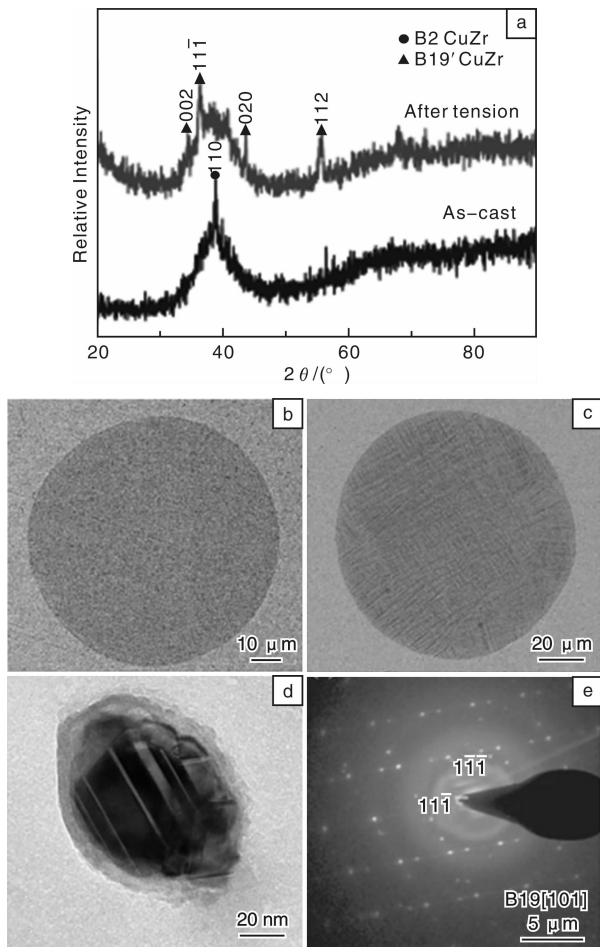 a
● B2 CuZr
▲ B19′ CuZr
002
111̄
020
112
After tension
110
As-cast
Relative Intensity
20
40
60
80
2 θ /(° )
b
10 μm
c
20 μm
d
20 nm
e
11̄1̄
111̄
B19[101]
5 μm